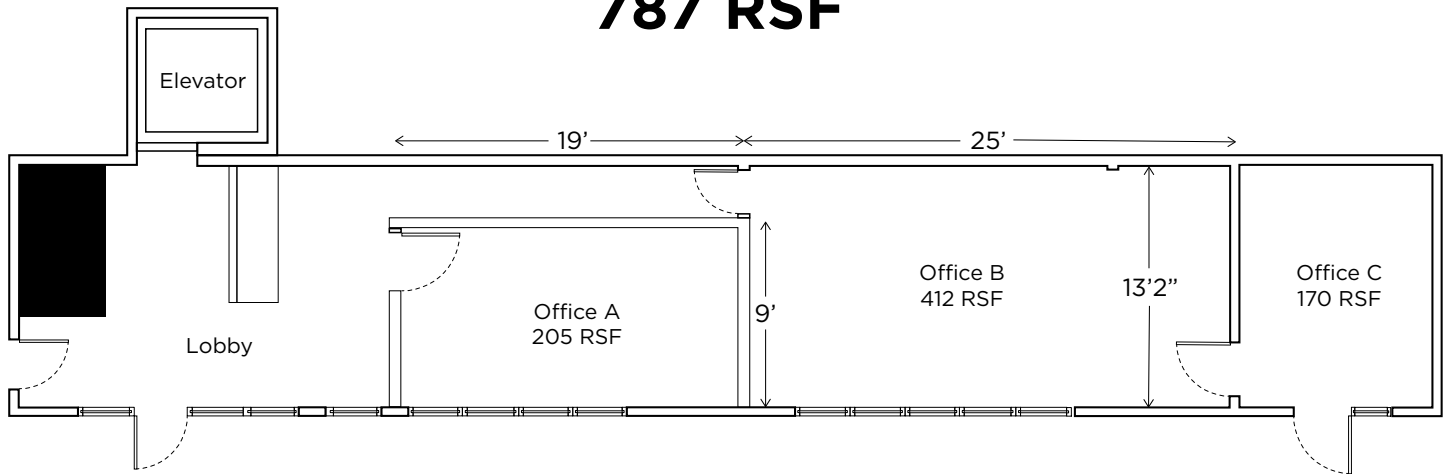 787 RSF
Elevator
19’
25’
Office A
205 RSF
9’
Office B
412 RSF
13’2”
Office C
170 RSF
Lobby